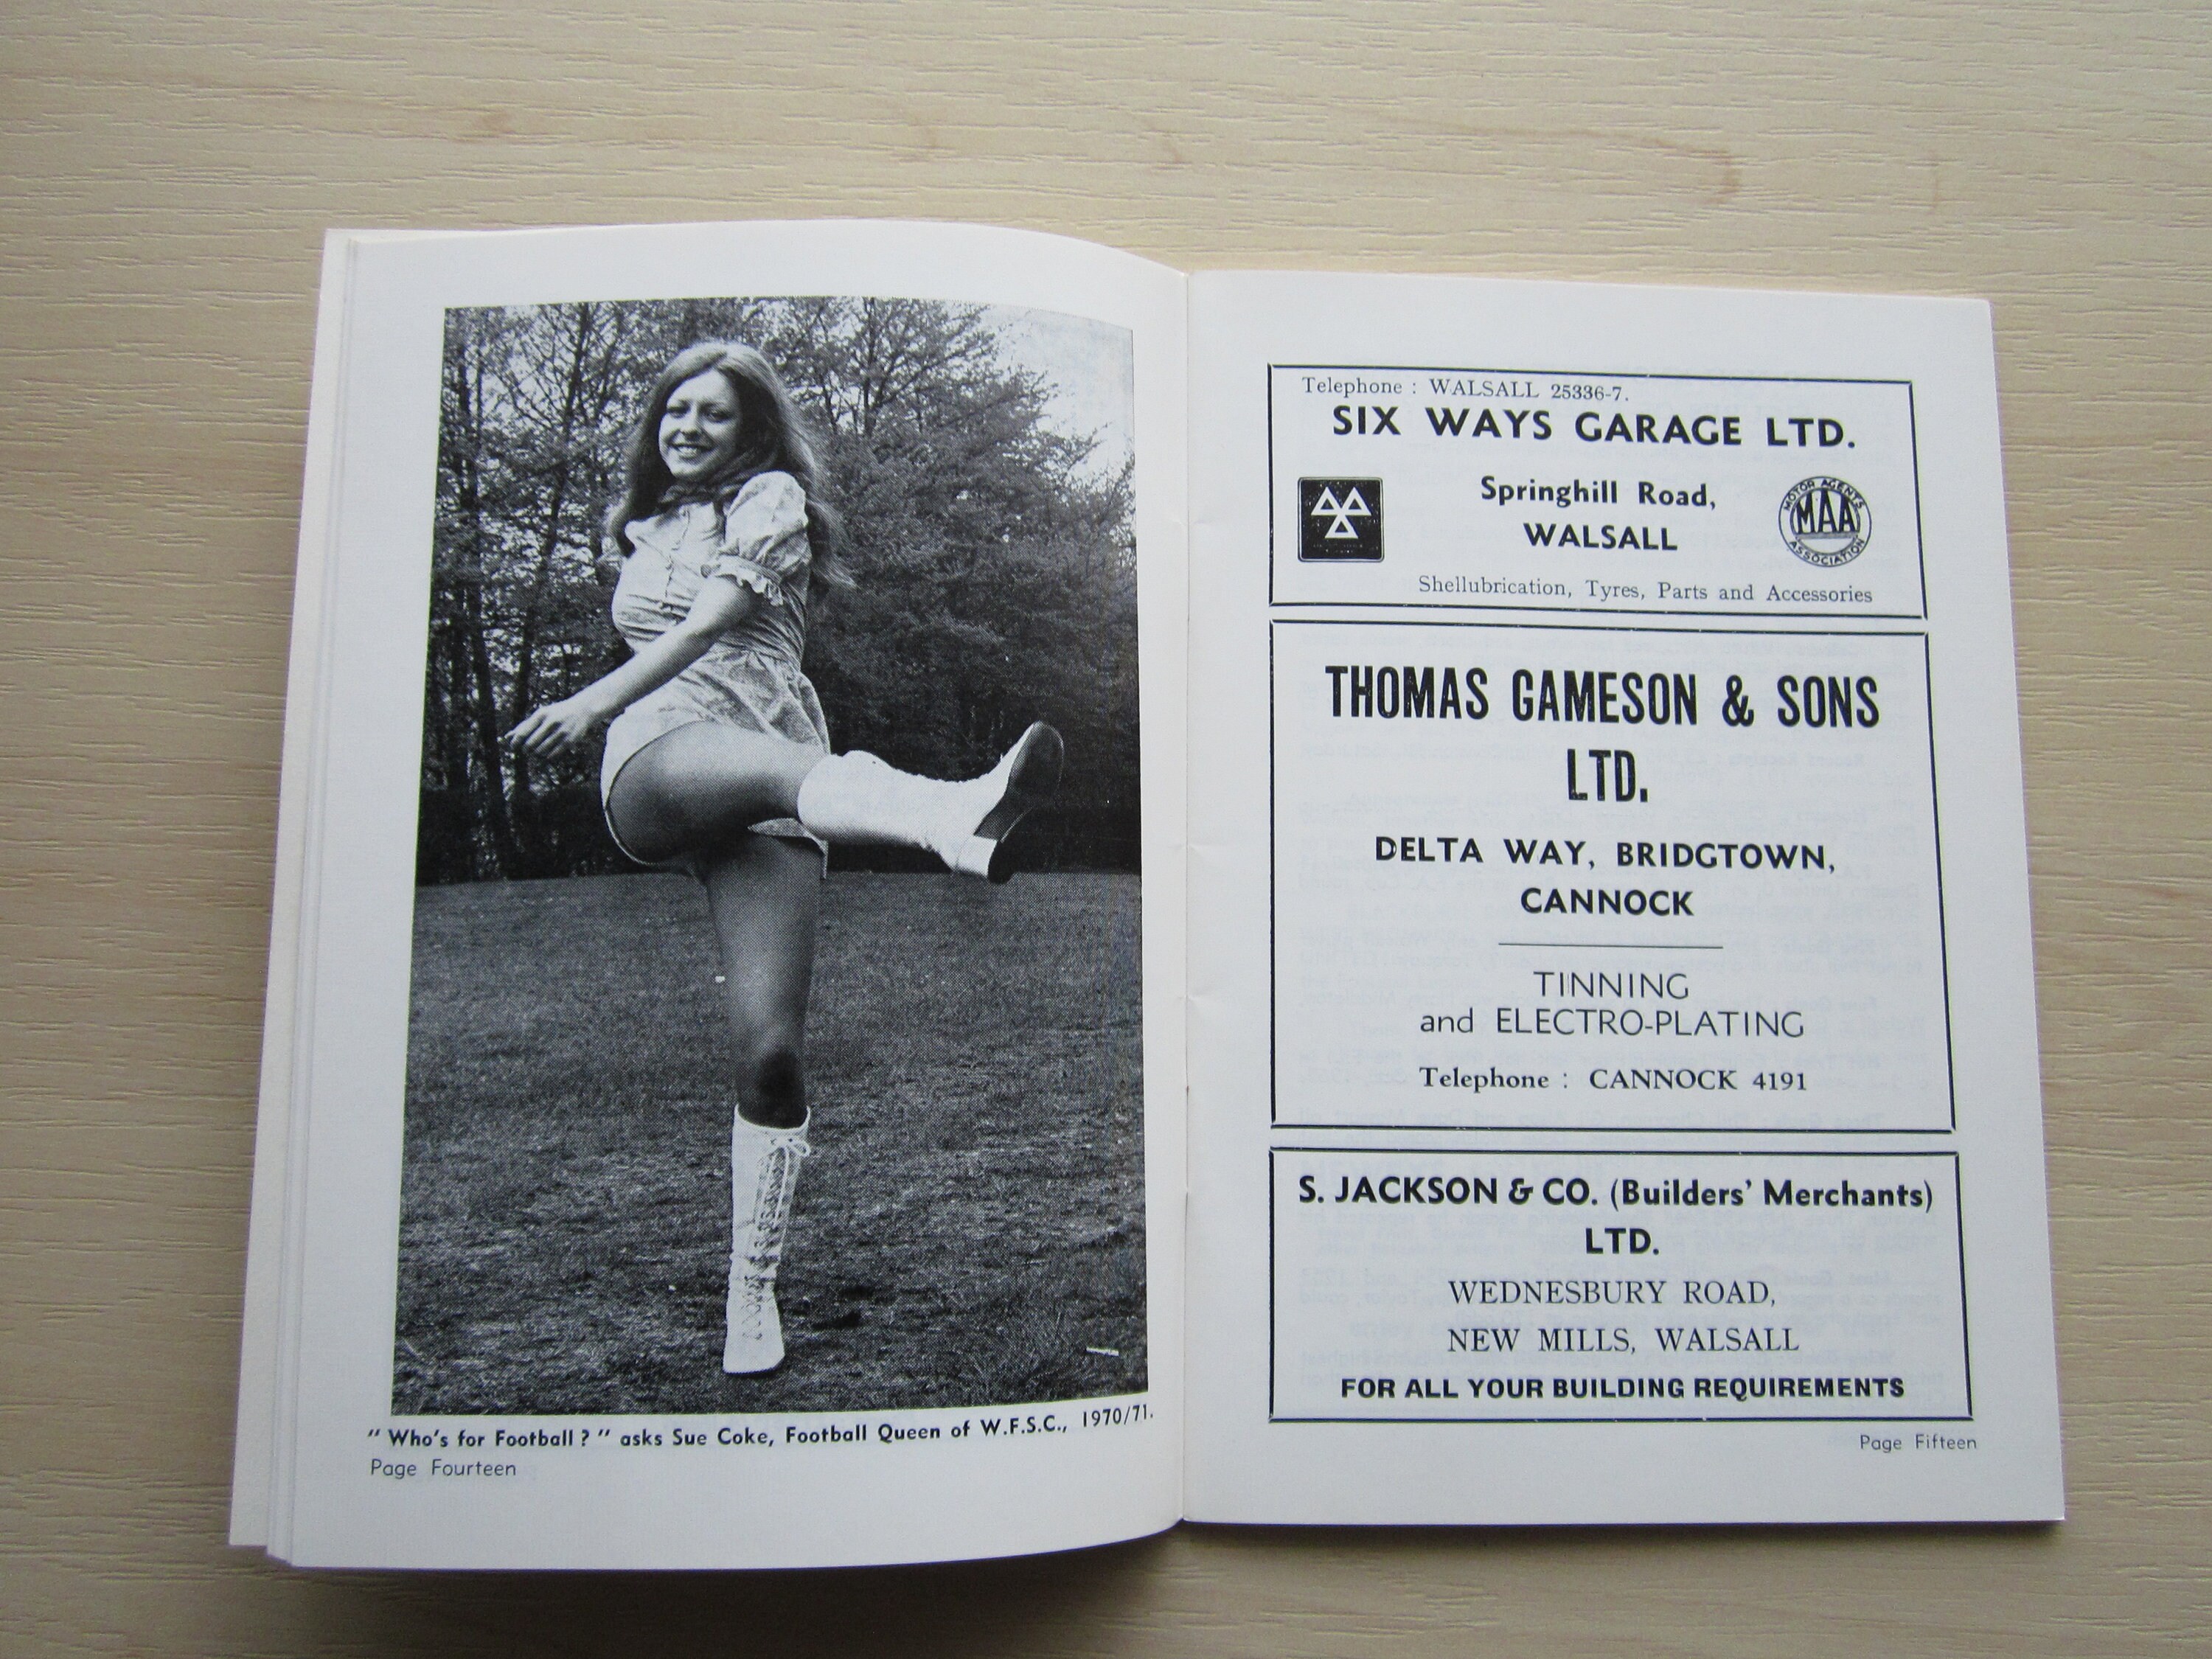 "Who's for Football?" asks Sue Coke, Football Queen of W.F.S.C., 1970/71.
Page Fourteen
Telephone : WALSALL 25336-7.
SIX WAYS GARAGE LTD.
Springhill Road,
WALSALL
MOTOR AGENTS
MAA
ASSOCIATION
Shellubrication, Tyres, Parts and Accessories
THOMAS GAMESON & SONS
LTD.
DELTA WAY, BRIDGTOWN,
CANNOCK
TINNING
and ELECTRO-PLATING
Telephone : CANNOCK 4191
S. JACKSON & CO. (Builders' Merchants)
LTD.
WEDNESBURY ROAD,
NEW MILLS, WALSALL
FOR ALL YOUR BUILDING REQUIREMENTS
Page Fifteen